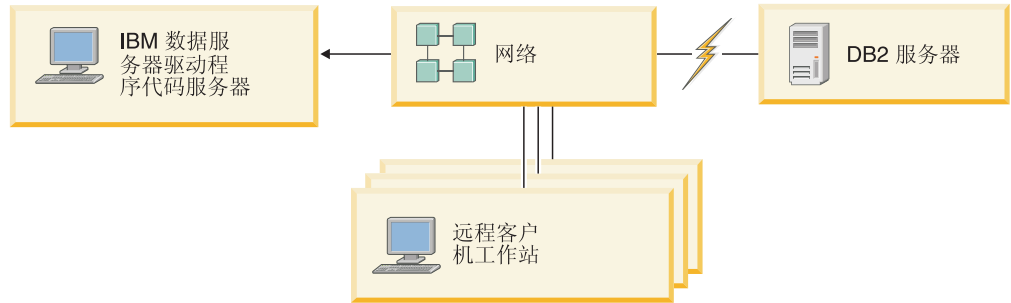 IBM 数据服
务器驱动程
序代码服务器
网络
DB2 服务器
远程客户
机工作站